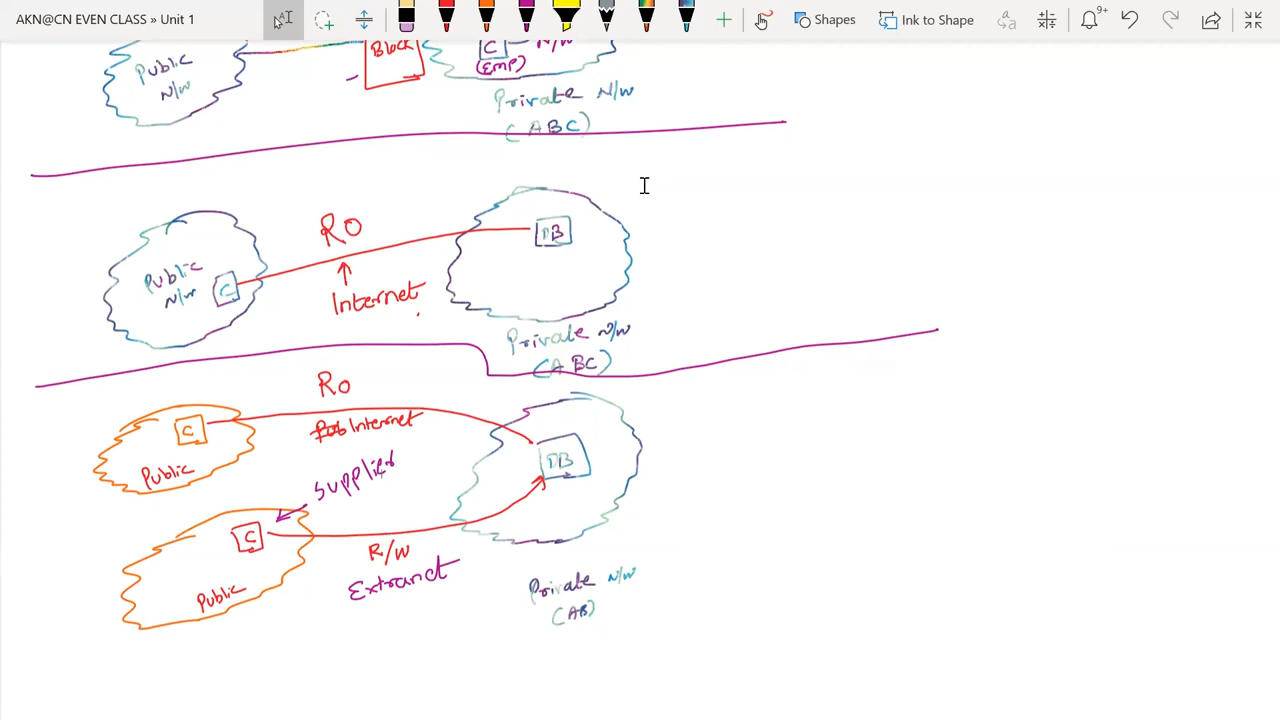 AKN@CN EVEN CLASS » Unit 1
Shapes
Ink to Shape
9+
Public
N/W
Block
C
N/W
(EMP)
Private N/W
(ABC)
Public
N/W
C
RO
Internet
DB
Private N/W
(ABC)
RO
C
Public
Internet
Supplier
DB
C
Public
R/W
Extranet
Private N/W
(AB)